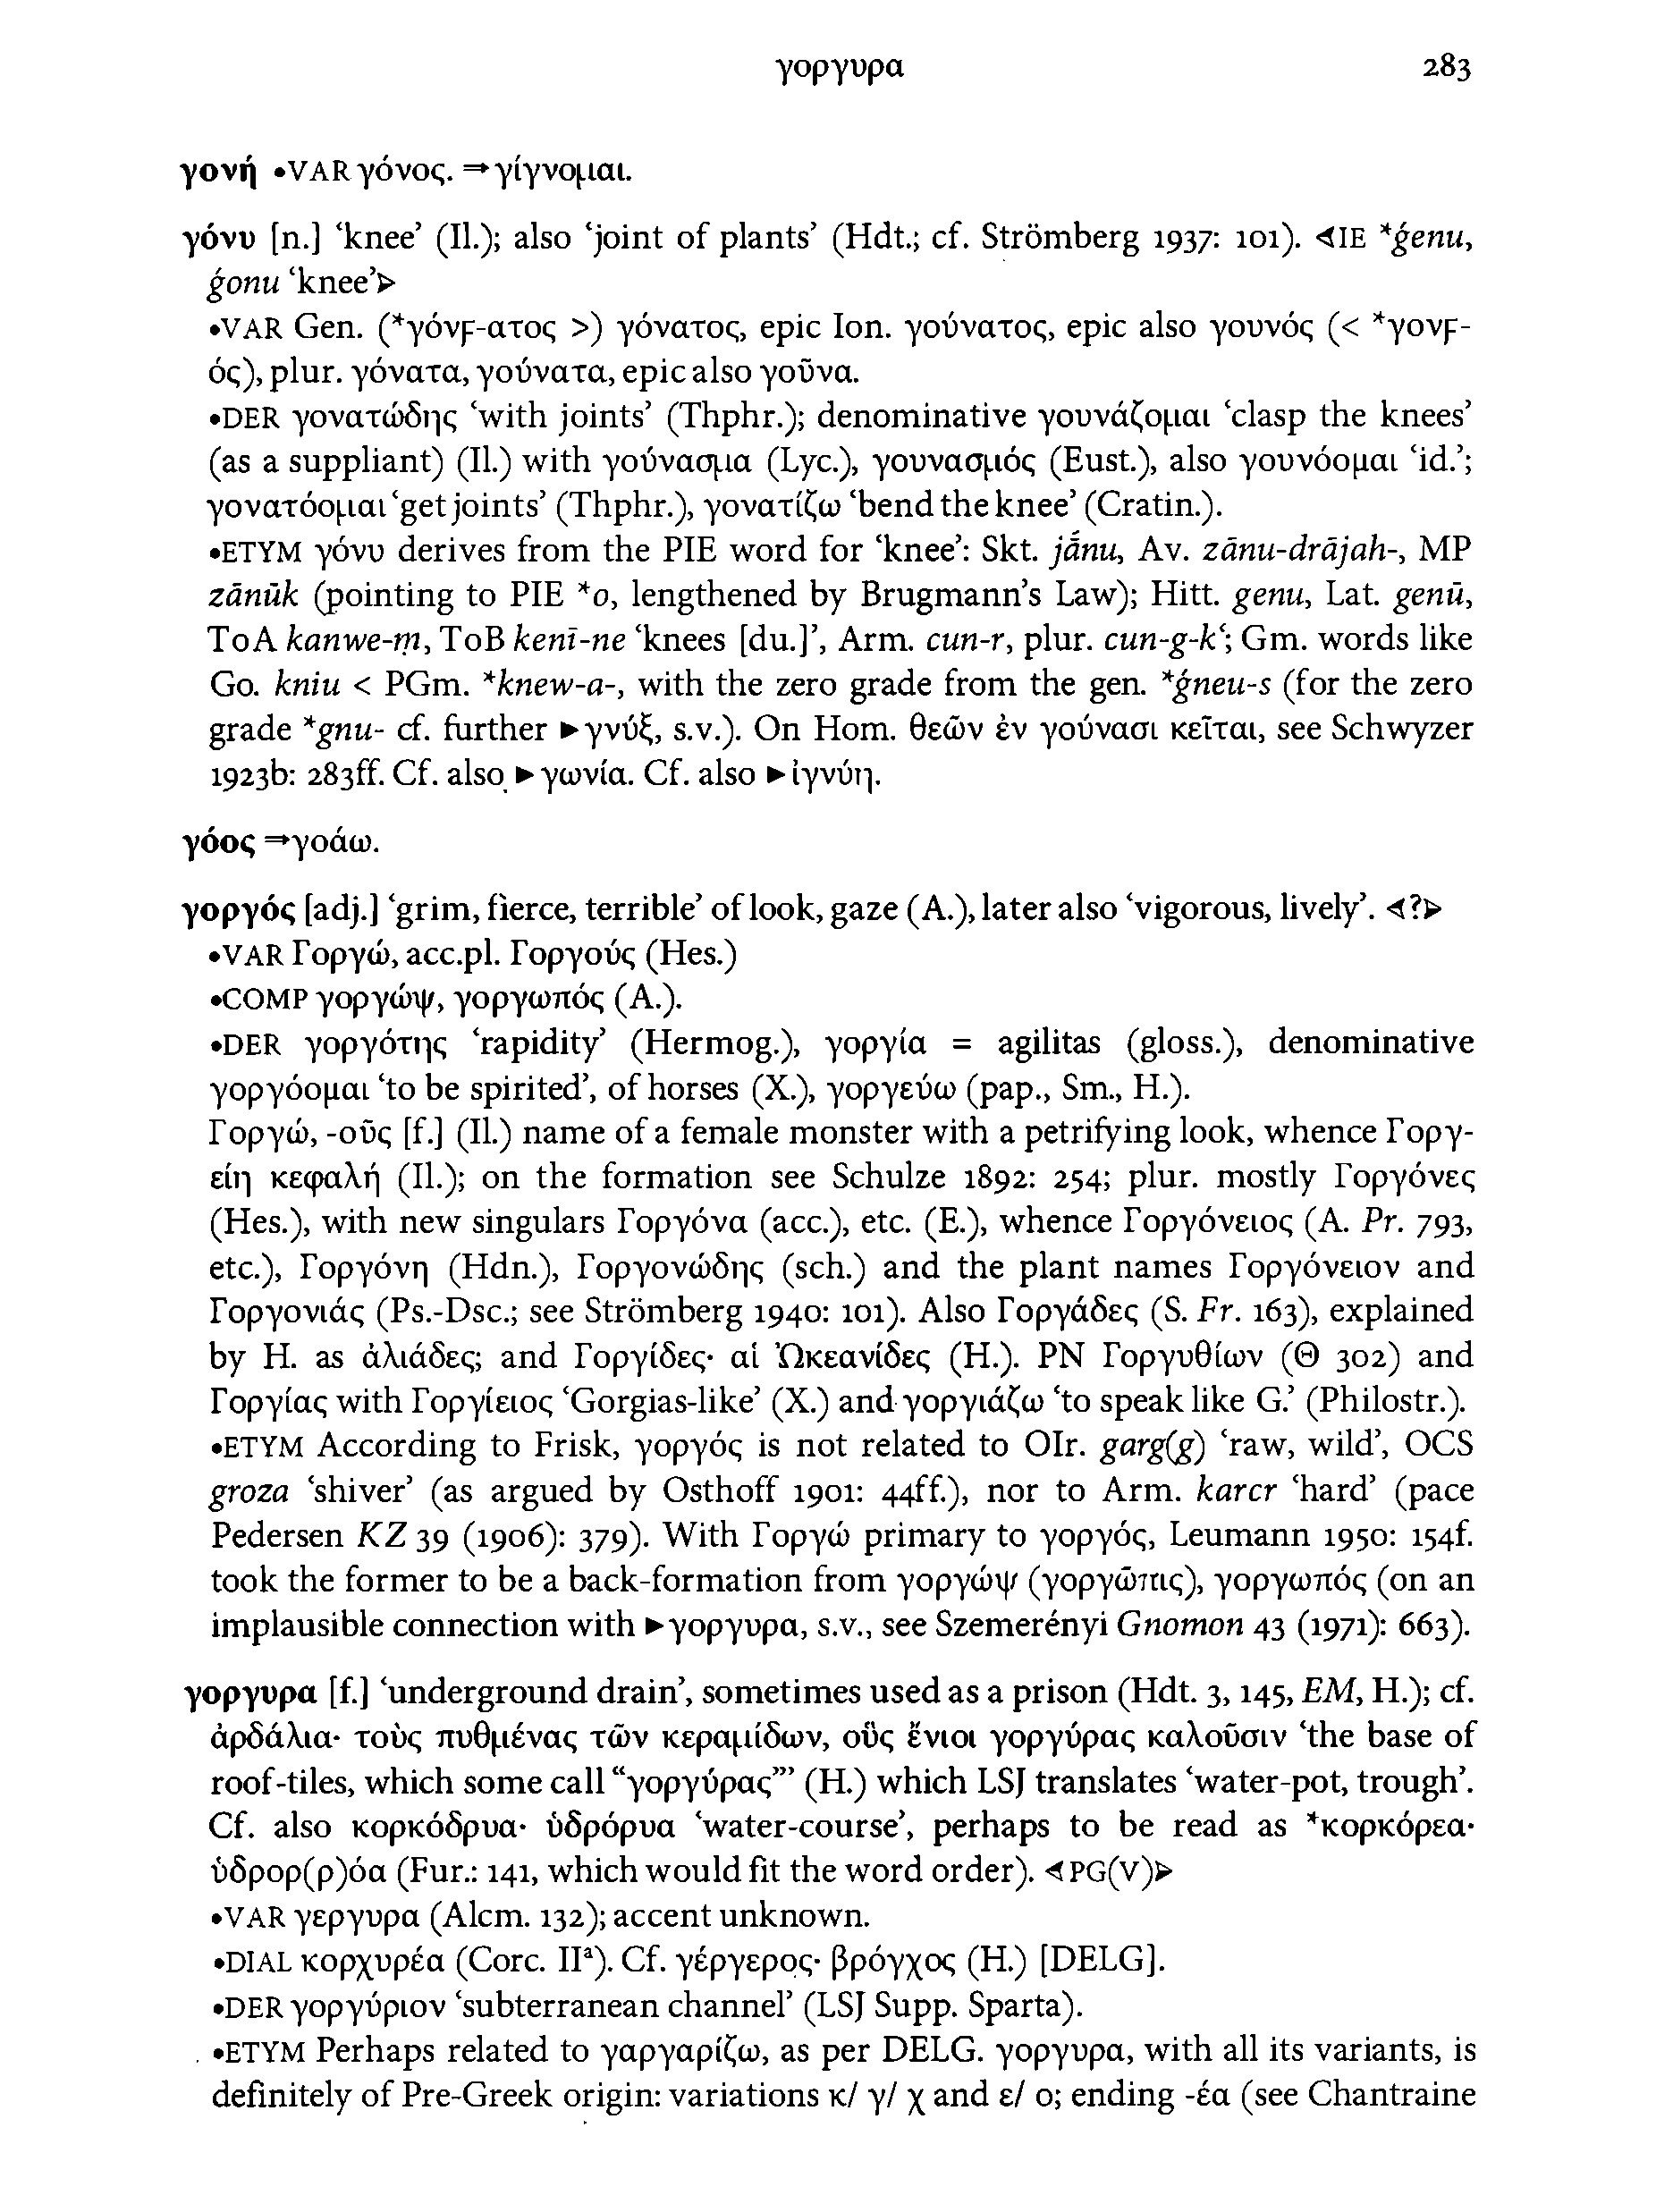 γοργυρα 283
γονή •VAR γόνος. ⇒γίγνομαι.
γόνυ [n.] ‘knee’ (Il.); also ‘joint of plants’ (Hdt.; cf. Strömberg 1937: 101). ⊲IE *ǵenu,
ǵonu ‘knee’⊳
•VAR Gen. (*γόνϝ-ατος >) γόνατος, epic Ion. γούνατος, epic also γουνός (< *γονϝ-
ός), plur. γόνατα, γούνατα, epic also γοῦνα.
•DER γονατώδης ‘with joints’ (Thphr.); denominative γουνάζομαι ‘clasp the knees’
(as a suppliant) (Il.) with γούνασμα (Lyc.), γουνασμός (Eust.), also γουνόομαι ‘id.’;
γονατόομαι ‘get joints’ (Thphr.), γονατίζω ‘bend the knee’ (Cratin.).
•ETYM γόνυ derives from the PIE word for ‘knee’: Skt. jā́nu, Av. zānu-drājah-, MP
zānūk (pointing to PIE *o, lengthened by Brugmann’s Law); Hitt. genu, Lat. genū,
ToA kanwe-ṃ, ToB kenī-ne ‘knees [du.]’, Arm. cun-r, plur. cun-g-kʿ; Gm. words like
Go. kniu < PGm. *knew-a-, with the zero grade from the gen. *ǵneu-s (for the zero
grade *gnu- cf. further ►γνύξ, s.v.). On Hom. θεῶν ἐν γούνασι κεῖται, see Schwyzer
1923b: 283ff. Cf. also ►γωνία. Cf. also ►ἰγνύη.
γόος ⇒γοάω.
γοργός [adj.] ‘grim, fierce, terrible’ of look, gaze (A.), later also ‘vigorous, lively’. ⊲?⊳
•VAR Γοργώ, acc.pl. Γοργούς (Hes.)
•COMP γοργώψ, γοργωπός (A.).
•DER γοργότης ‘rapidity’ (Hermog.), γοργία = agilitas (gloss.), denominative
γοργόομαι ‘to be spirited’, of horses (X.), γοργεύω (pap., Sm., H.).
Γοργώ, -οῦς [f.] (Il.) name of a female monster with a petrifying look, whence Γοργ-
είη κεφαλή (Il.); on the formation see Schulze 1892: 254; plur. mostly Γοργόνες
(Hes.), with new singulars Γοργόνα (acc.), etc. (E.), whence Γοργόνειος (A. Pr. 793,
etc.), Γοργόνη (Hdn.), Γοργονώδης (sch.) and the plant names Γοργόνειον and
Γοργονιάς (Ps.-Dsc.; see Strömberg 1940: 101). Also Γοργάδες (S. Fr. 163), explained
by H. as ἁλιάδες; and Γοργίδες· αἱ Ὠκεανίδες (H.). PN Γοργυθίων (Θ 302) and
Γοργίας with Γοργίειος ‘Gorgias-like’ (X.) and γοργιάζω ‘to speak like G.’ (Philostr.).
•ETYM According to Frisk, γοργός is not related to OIr. garg(g) ‘raw, wild’, OCS
groza ‘shiver’ (as argued by Osthoff 1901: 44ff.), nor to Arm. karcr ‘hard’ (pace
Pedersen KZ 39 (1906): 379). With Γοργώ primary to γοργός, Leumann 1950: 154f.
took the former to be a back-formation from γοργώψ (γοργῶπις), γοργωπός (on an
implausible connection with ►γοργυρα, s.v., see Szemerényi Gnomon 43 (1971): 663).
γοργυρα [f.] ‘underground drain’, sometimes used as a prison (Hdt. 3, 145, EM, H.); cf.
ἀρδάλια· τοὺς πυθμένας τῶν κεραμίδων, οὓς ἔνιοι γοργύρας καλοῦσιν ‘the base of
roof-tiles, which some call “γοργύρας”’ (H.) which LSJ translates ‘water-pot, trough’.
Cf. also κορκόδρυα· ὑδρόρυα ‘water-course’, perhaps to be read as *κορκόρεα·
ὑδρορ(ρ)όα (Fur.: 141, which would fit the word order). ⊲PG(V)⊳
•VAR γεργυρα (Alcm. 132); accent unknown.
•DIAL κορχυρέα (Corc. IIª). Cf. γέργερος· βρόγχος (H.) [DELG].
•DER γοργύριον ‘subterranean channel’ (LSJ Supp. Sparta).
•ETYM Perhaps related to γαργαρίζω, as per DELG. γοργυρα, with all its variants, is
definitely of Pre-Greek origin: variations κ/ γ/ χ and ε/ ο; ending -έα (see Chantraine